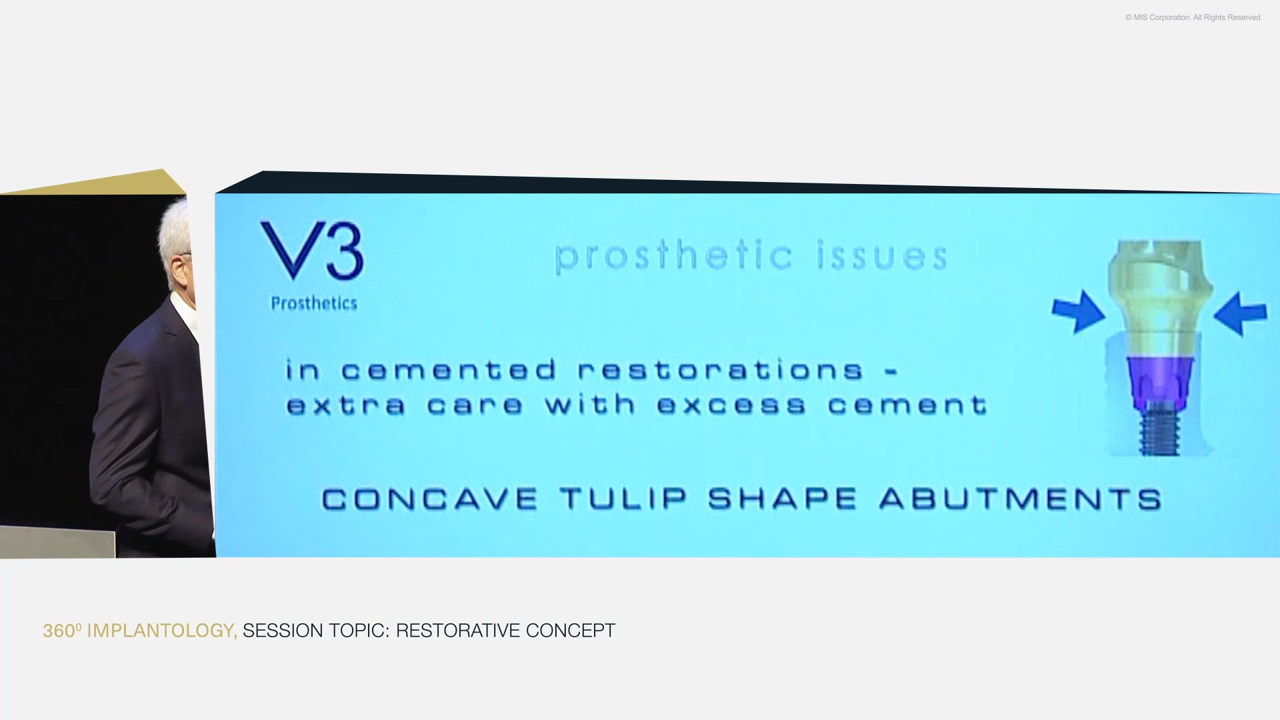 © MIS Corporation. All Rights Reserved.
V3
Prosthetics
prosthetic issues
in cemented restorations -
extra care with excess cement
CONCAVE TULIP SHAPE ABUTMENTS
360⁰ IMPLANTOLOGY, SESSION TOPIC: RESTORATIVE CONCEPT